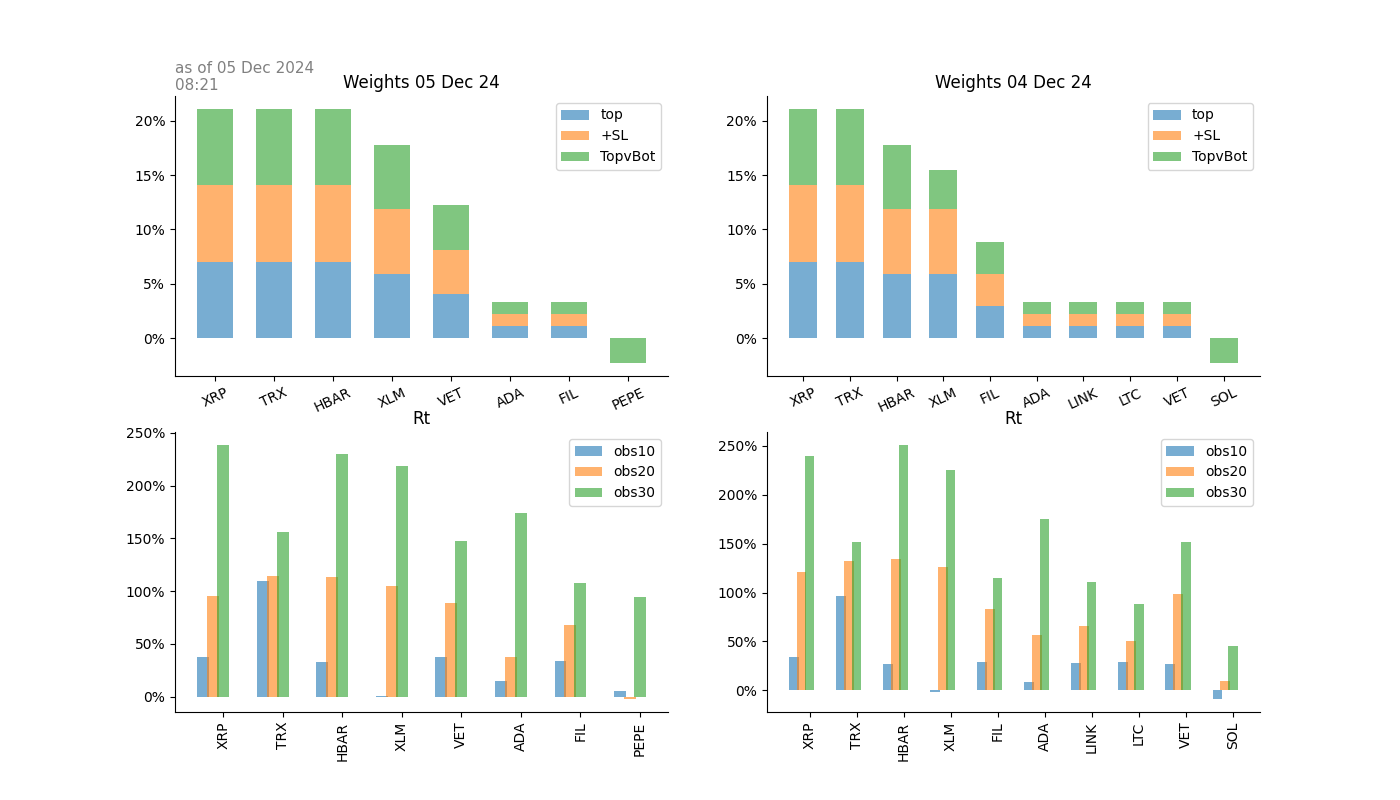 as of 05 Dec 2024
08:21
Weights 05 Dec 24
20%
15%
10%
5%
0%
top
+SL
TopvBot
XRP TRX HBAR XLM VET ADA FIL PEPE
Weights 04 Dec 24
20%
15%
10%
5%
0%
top
+SL
TopvBot
XRP TRX HBAR XLM FIL ADA LINK LTC VET SOL
Rt
250%
200%
150%
100%
50%
0%
obs10
obs20
obs30
XRP TRX HBAR XLM VET ADA FIL PEPE
Rt
250%
200%
150%
100%
50%
0%
obs10
obs20
obs30
XRP TRX HBAR XLM FIL ADA LINK LTC VET SOL